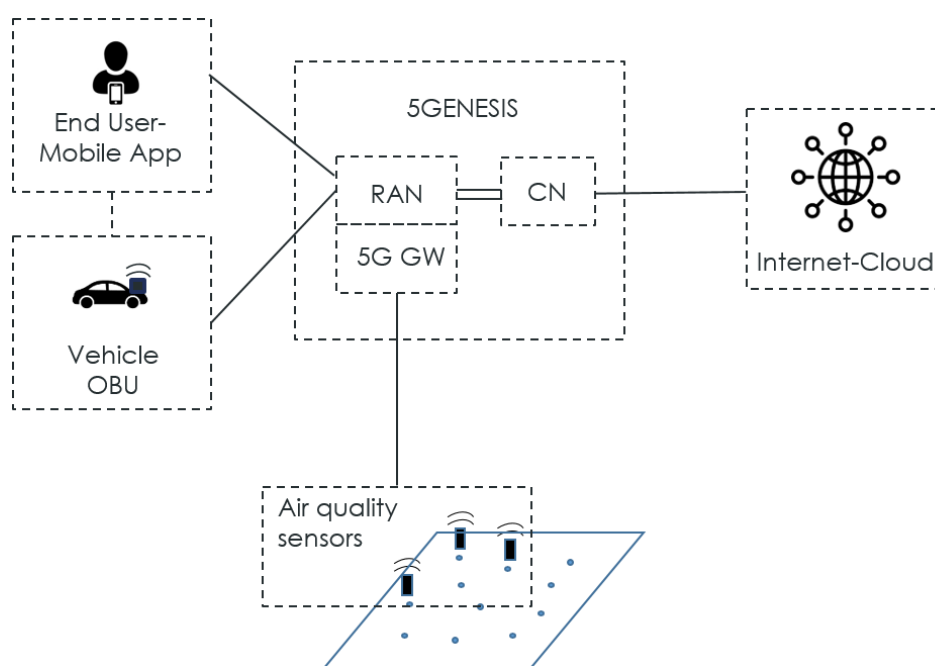 End User-
Mobile App
Vehicle
OBU
5GENESIS
RAN
CN
5G GW
Internet-Cloud
Air quality
sensors